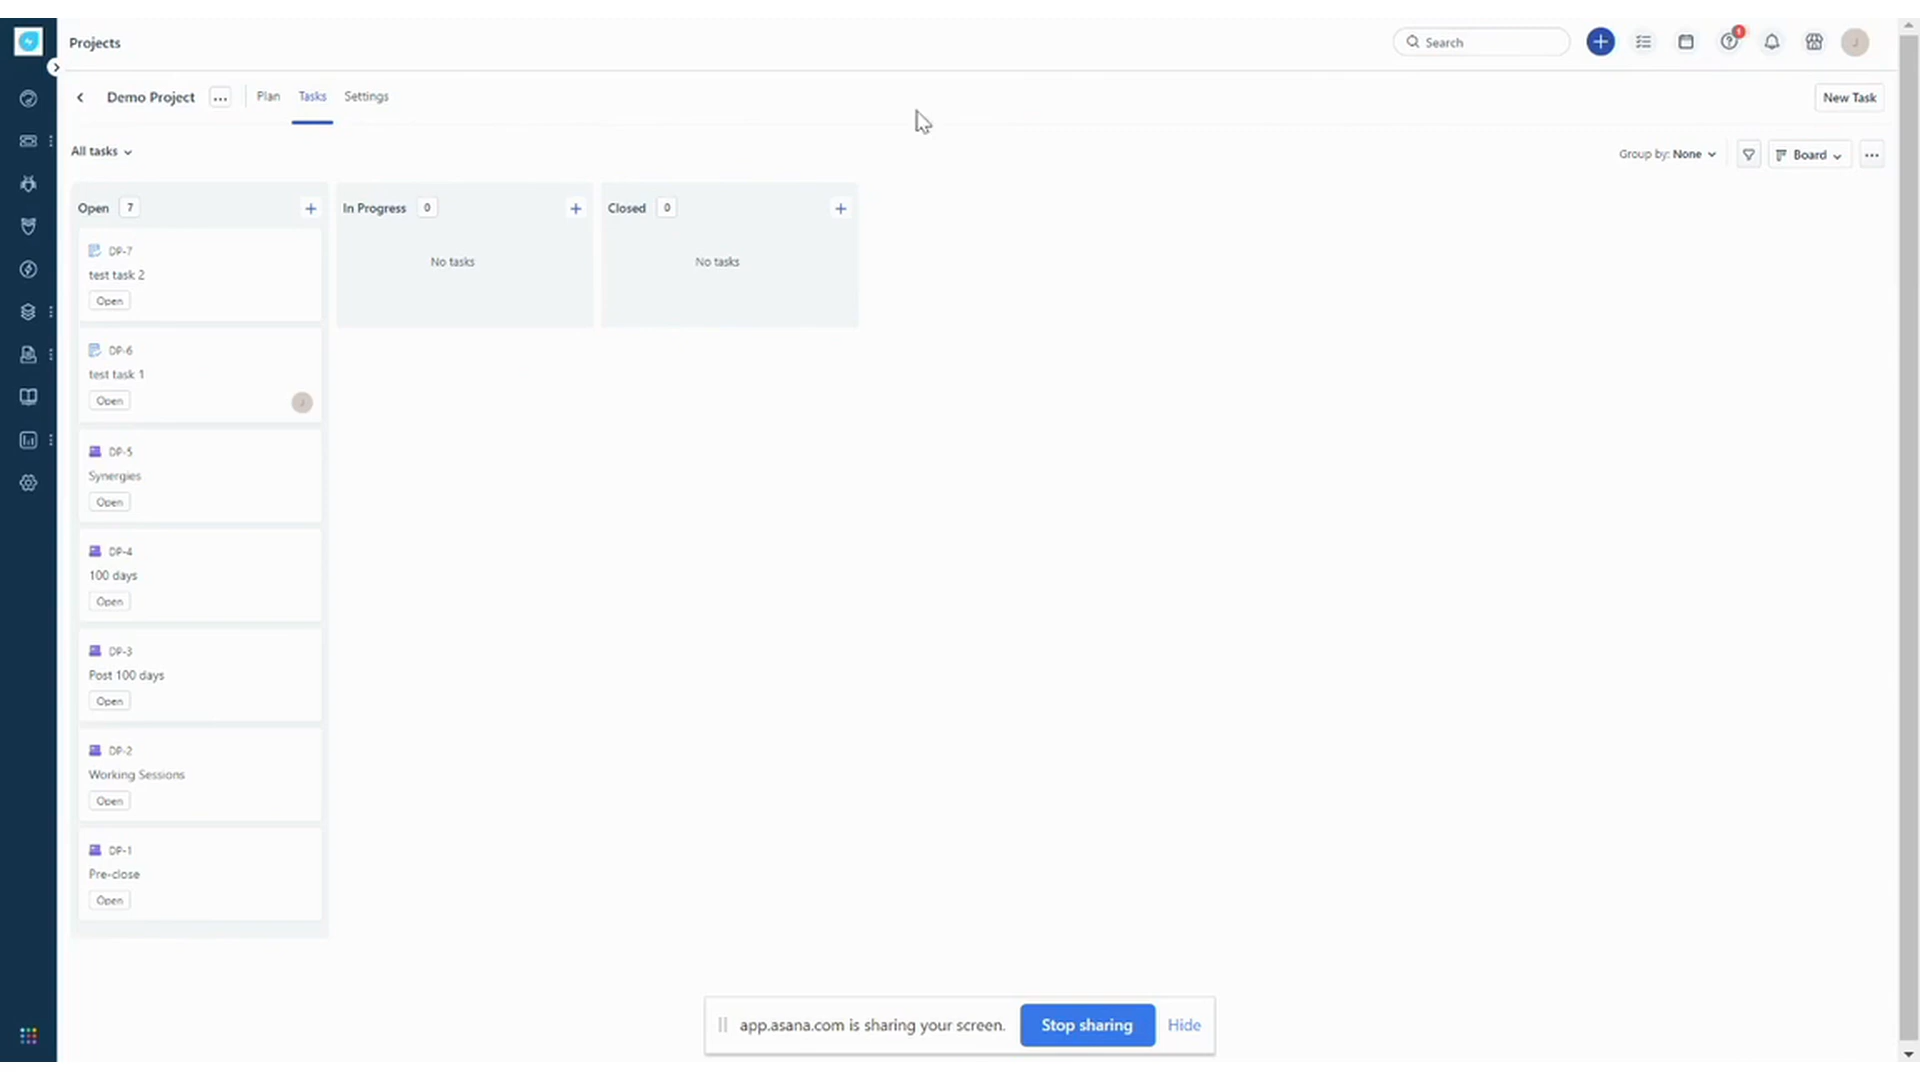 Projects
Search
1
J
Demo Project
...
Plan
Tasks
Settings
New Task
All tasks
Group by: None
Board
...
Open 7 +
In Progress 0 +
Closed 0 +
No tasks
No tasks
DP-7
test task 2
Open
DP-6
test task 1
Open
J
DP-5
Synergies
Open
DP-4
100 days
Open
DP-3
Post 100 days
Open
DP-2
Working Sessions
Open
DP-1
Pre-close
Open
app.asana.com is sharing your screen.
Stop sharing
Hide